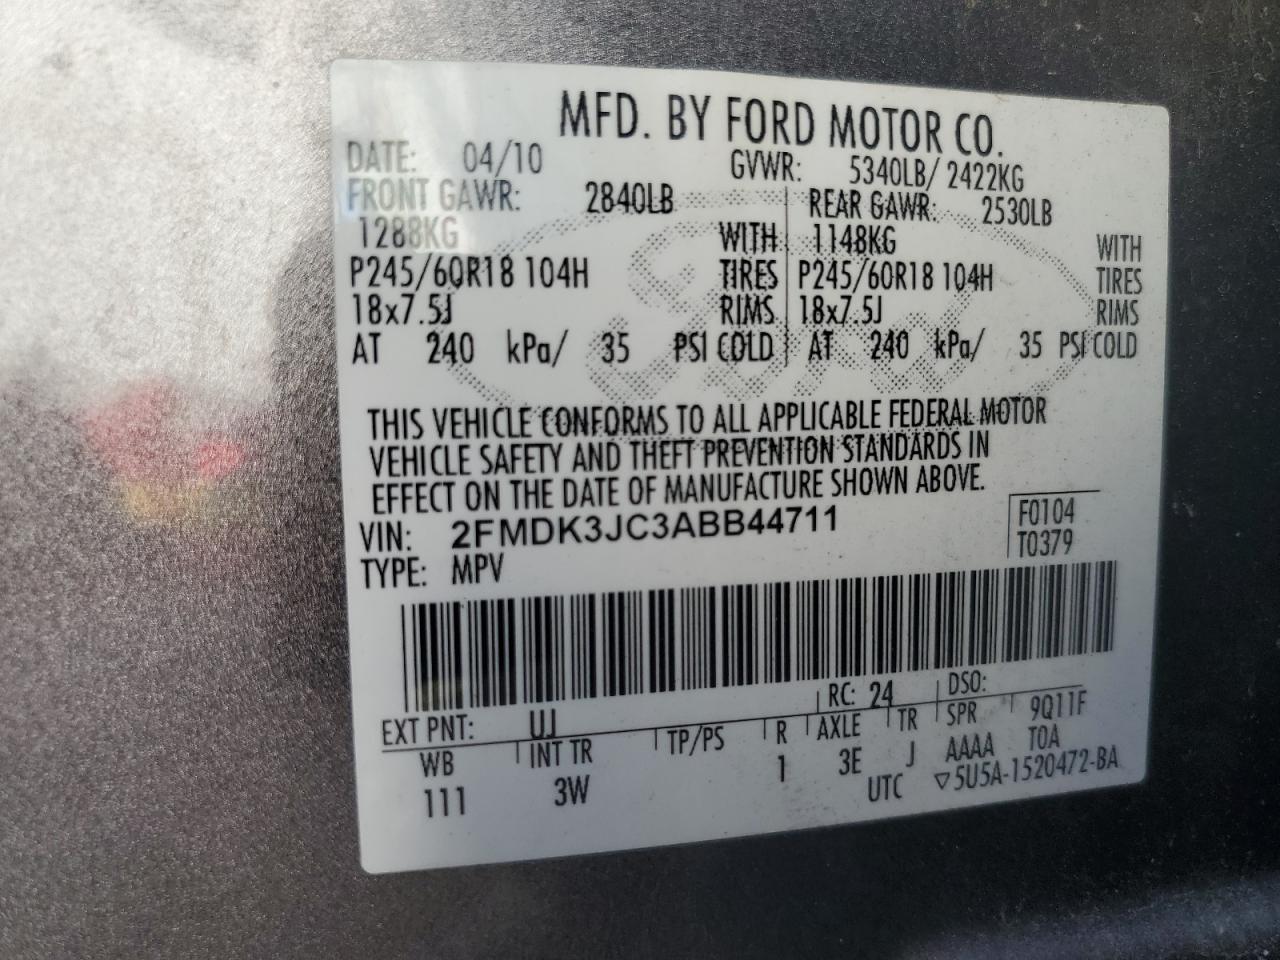 MFD. BY FORD MOTOR CO.
DATE: 04/10 GVWR: 5340LB/ 2422KG
FRONT GAWR: 2840LB REAR GAWR: 2530LB
1288KG WITH 1148KG WITH
P245/60R18 104H TIRES P245/60R18 104H TIRES
18x7.5J RIMS 18x7.5J RIMS
AT 240 kPa/ 35 PSI COLD AT 240 kPa/ 35 PSI COLD
THIS VEHICLE CONFORMS TO ALL APPLICABLE FEDERAL MOTOR
VEHICLE SAFETY AND THEFT PREVENTION STANDARDS IN
EFFECT ON THE DATE OF MANUFACTURE SHOWN ABOVE.
VIN: 2FMDK3JC3ABB44711 F0104
TYPE: MPV T0379
EXT PNT: UJ RC: 24 DSO:
WB INT TR TP/PS R AXLE TR SPR 9Q11F
111 3W 1 3E J AAAA TOA
UTC ▽5U5A-1520472-BA
Ford